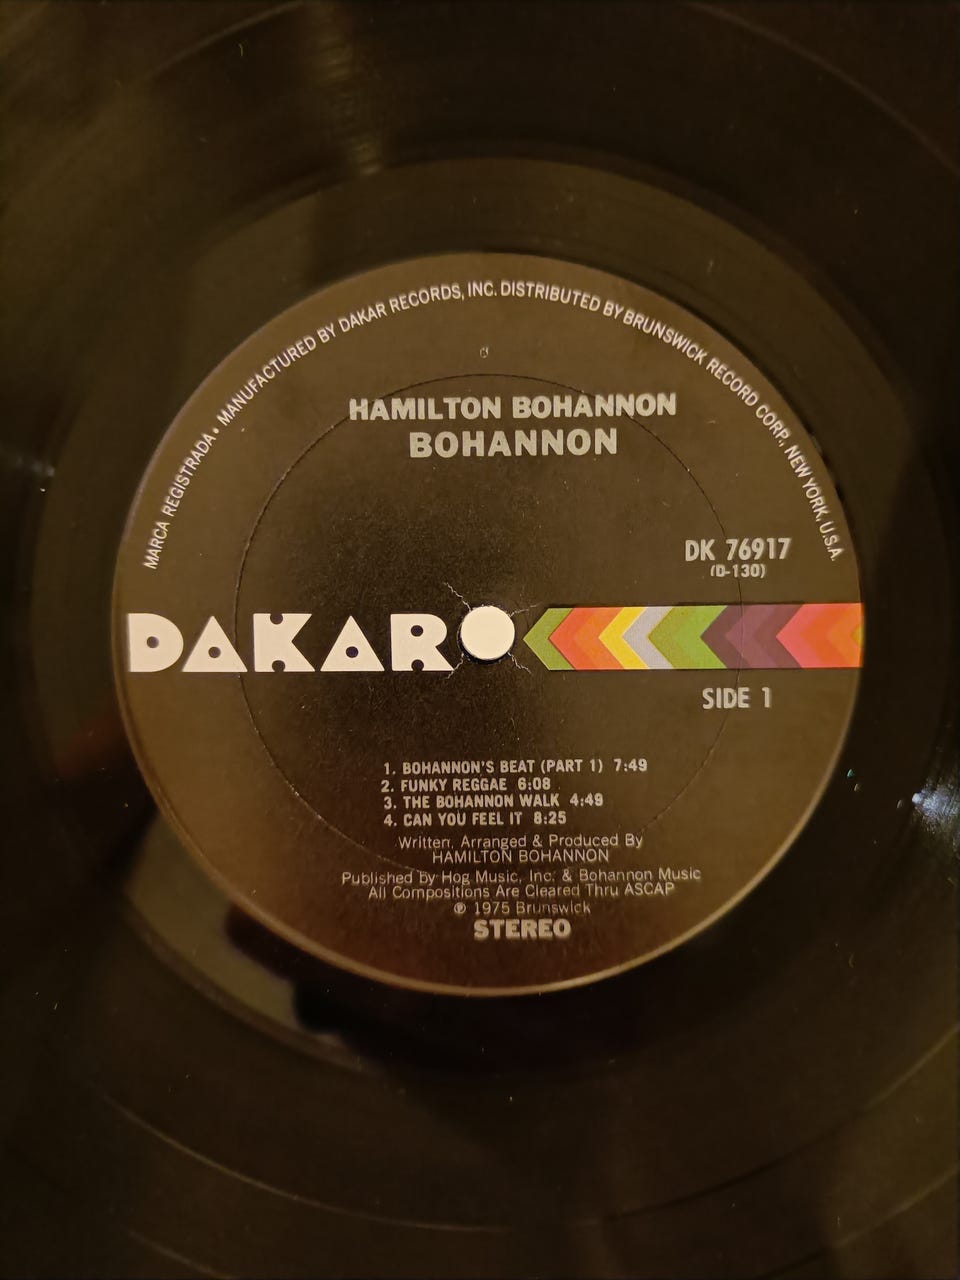 MARCA REGISTRADA • MANUFACTURED BY DAKAR RECORDS, INC. DISTRIBUTED BY BRUNSWICK RECORD CORP., NEW YORK, U.S.A.
HAMILTON BOHANNON
BOHANNON
DK 76917
(D-130)
DAKAR
SIDE 1
1. BOHANNON'S BEAT (PART 1) 7:49
2. FUNKY REGGAE 6:08
3. THE BOHANNON WALK 4:49
4. CAN YOU FEEL IT 8:25
Written, Arranged & Produced By
HAMILTON BOHANNON
Published by Hog Music, Inc. & Bohannon Music
All Compositions Are Cleared Thru ASCAP
℗ 1975 Brunswick
STEREO